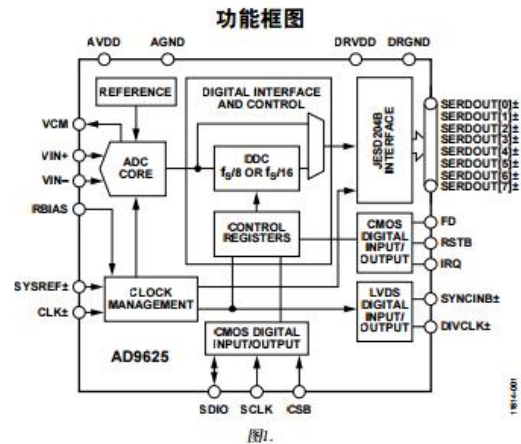 功能框图
AVDD
AGND
DRVDD
DRGND
REFERENCE
DIGITAL INTERFACE
AND CONTROL
VCM
VIN+
VIN−
ADC
CORE
DDC
fS/8 OR fS/16
JESD204B
INTERFACE
SERDOUT[0]±
SERDOUT[1]±
SERDOUT[2]±
SERDOUT[3]±
SERDOUT[4]±
SERDOUT[5]±
SERDOUT[6]±
SERDOUT[7]±
RBIAS
CONTROL
REGISTERS
CMOS
DIGITAL
INPUT/
OUTPUT
FD
RSTB
IRQ
SYSREF±
CLK±
CLOCK
MANAGEMENT
LVDS
DIGITAL
INPUT/
OUTPUT
SYNCINB±
DIVCLK±
CMOS DIGITAL
INPUT/OUTPUT
AD9625
SDIO
SCLK
CSB
11814-001
图1.